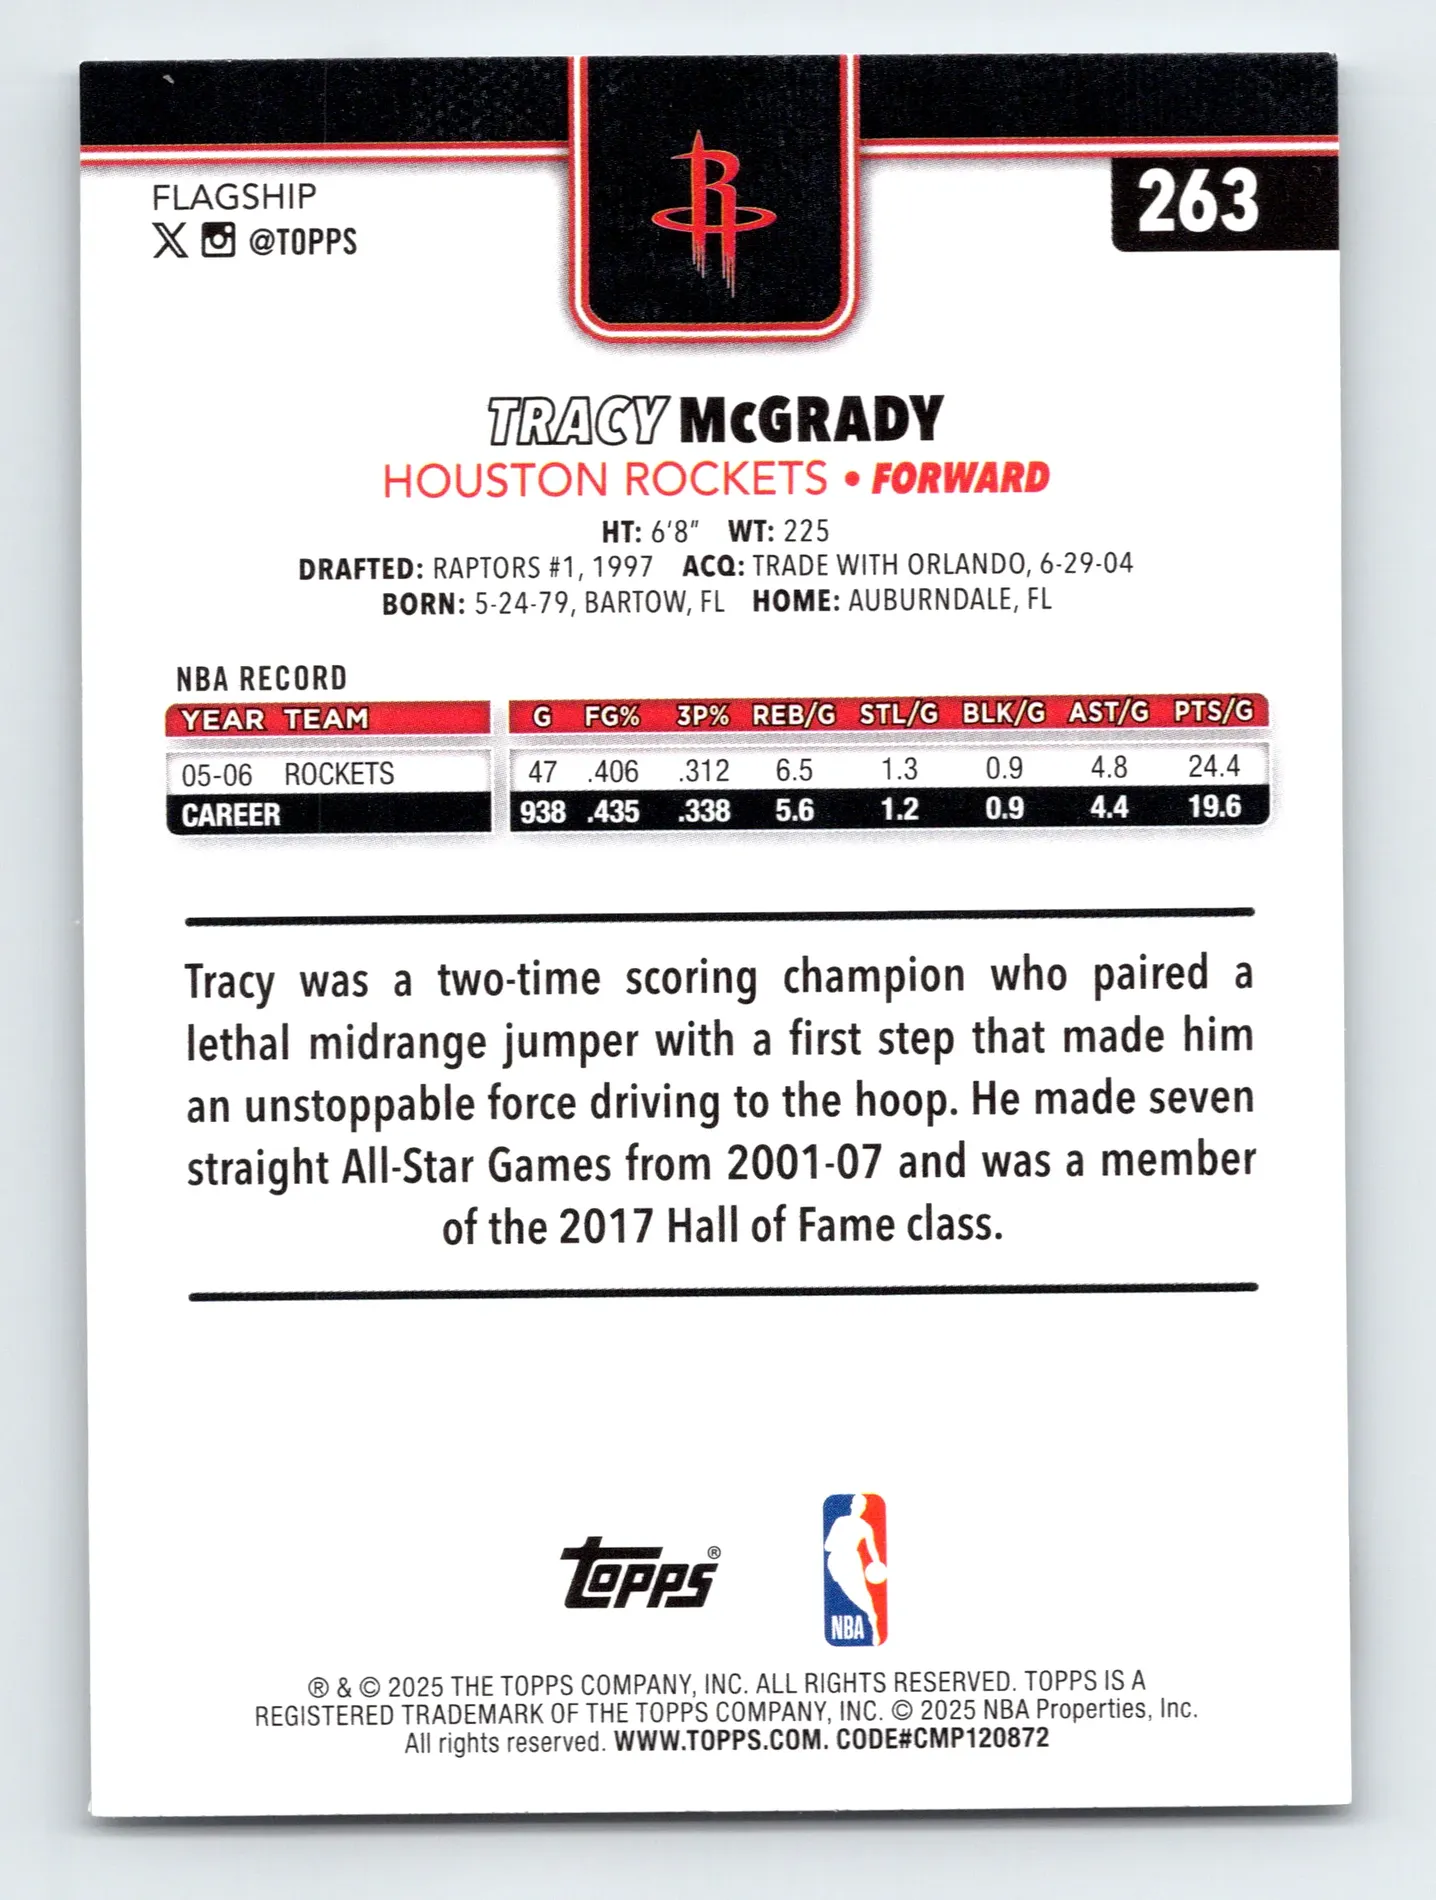 FLAGSHIP
263
@TOPPS
TRACY McGRADY
HOUSTON ROCKETS • FORWARD
HT: 6'8" WT: 225
DRAFTED: RAPTORS #1, 1997 ACQ: TRADE WITH ORLANDO, 6-29-04
BORN: 5-24-79, BARTOW, FL HOME: AUBURNDALE, FL
NBA RECORD
YEAR TEAM G FG% 3P% REB/G STL/G BLK/G AST/G PTS/G
05-06 ROCKETS 47 .406 .312 6.5 1.3 0.9 4.8 24.4
CAREER 938 .435 .338 5.6 1.2 0.9 4.4 19.6
Tracy was a two-time scoring champion who paired a
lethal midrange jumper with a first step that made him
an unstoppable force driving to the hoop. He made seven
straight All-Star Games from 2001-07 and was a member
of the 2017 Hall of Fame class.
Topps®
NBA
® & © 2025 THE TOPPS COMPANY, INC. ALL RIGHTS RESERVED. TOPPS IS A
REGISTERED TRADEMARK OF THE TOPPS COMPANY, INC. © 2025 NBA Properties, Inc.
All rights reserved. WWW.TOPPS.COM. CODE#CMP120872